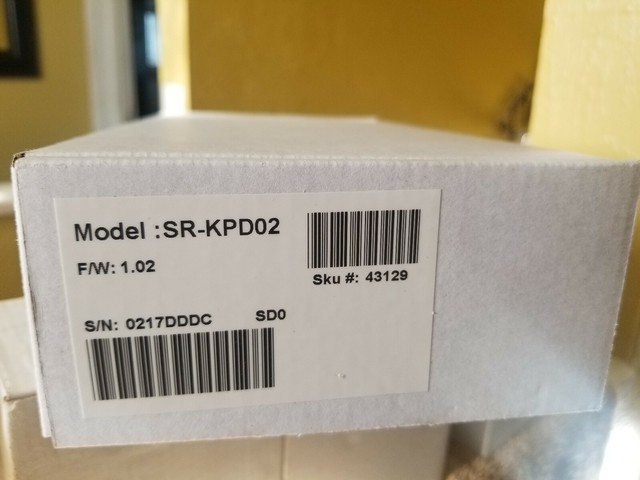 Model :SR-KPD02
F/W: 1.02
Sku #: 43129
S/N: 0217DDDC SD0